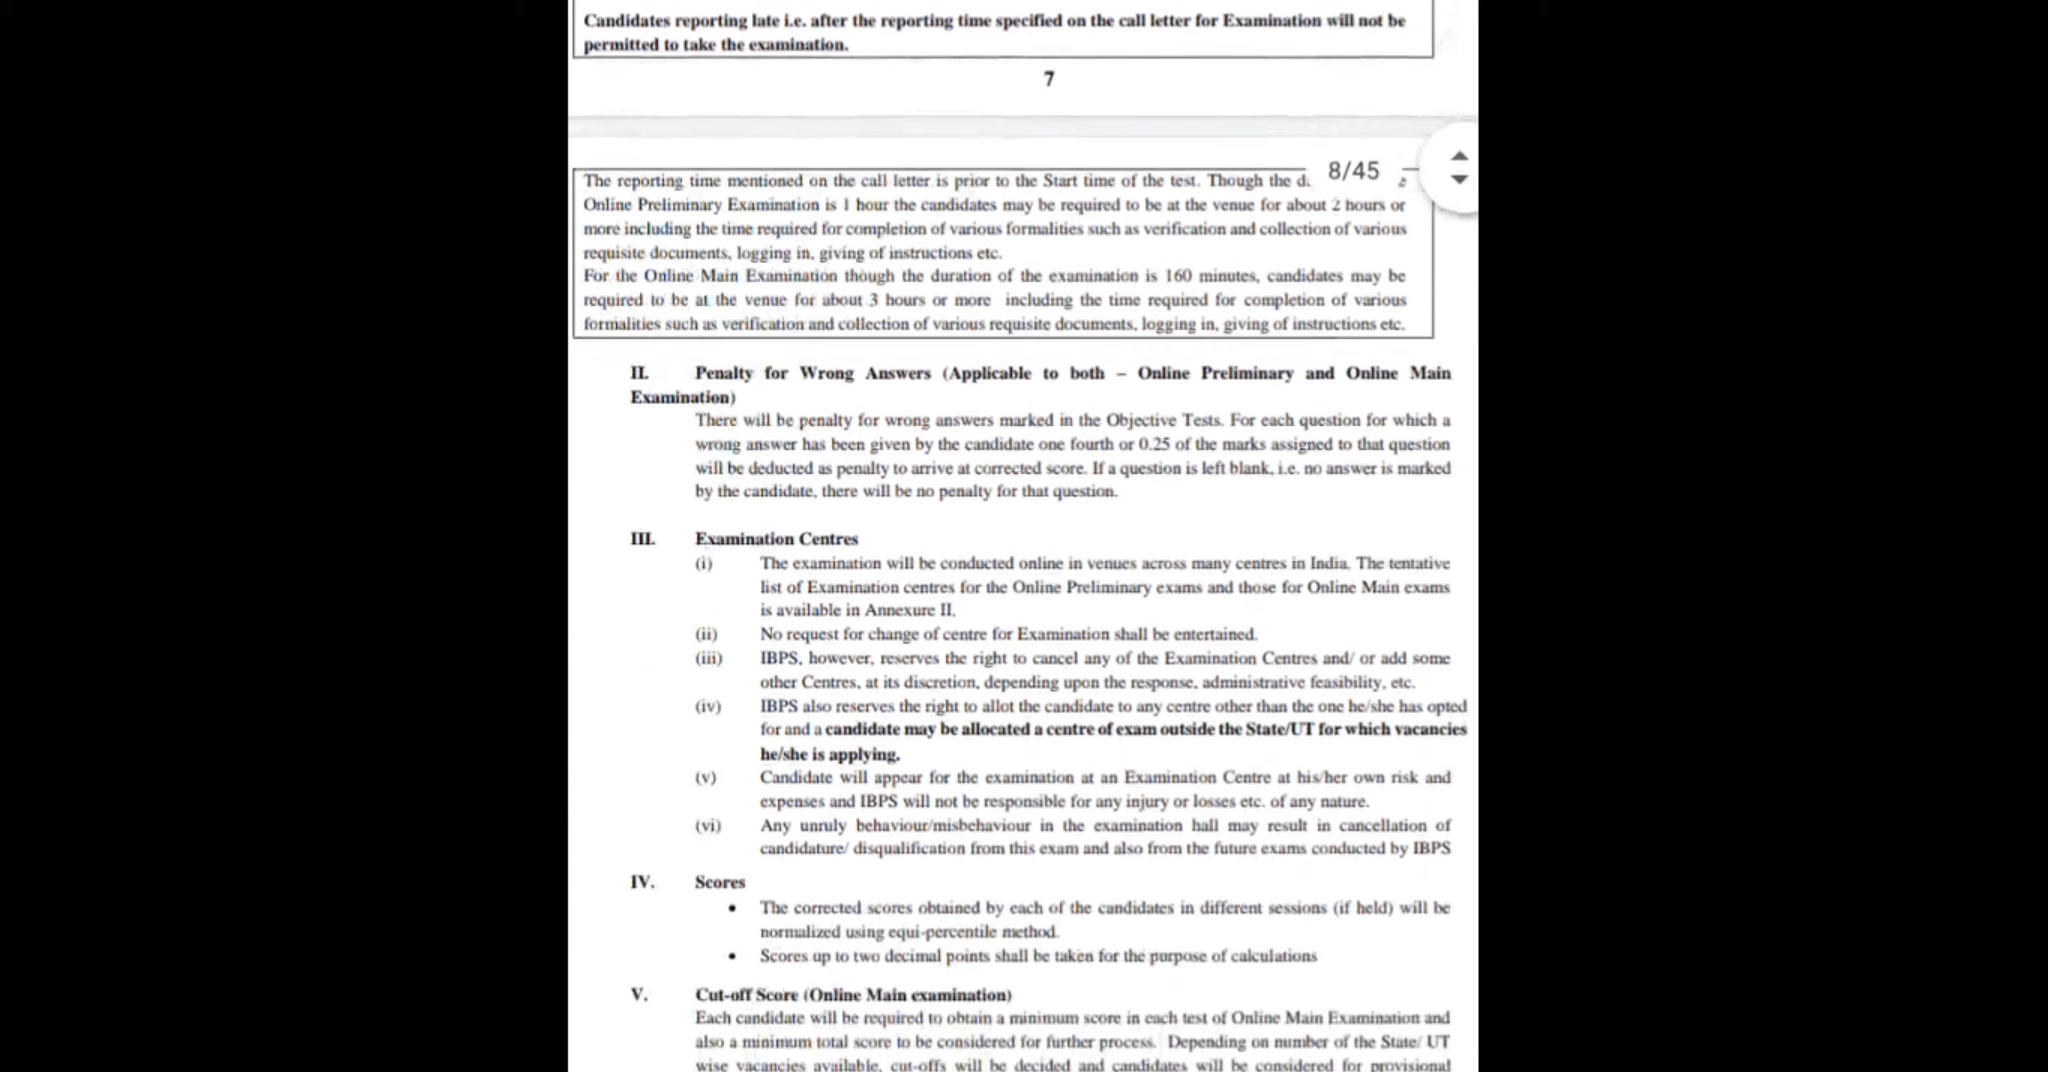 Candidates reporting late i.e. after the reporting time specified on the call letter for Examination will not be
permitted to take the examination.
7
8/45
The reporting time mentioned on the call letter is prior to the Start time of the test. Though the
Online Preliminary Examination is 1 hour the candidates may be required to be at the venue for about 2 hours or
more including the time required for completion of various formalities such as verification and collection of various
requisite documents, logging in, giving of instructions etc.
For the Online Main Examination though the duration of the examination is 160 minutes, candidates may be
required to be at the venue for about 3 hours or more including the time required for completion of various
formalities such as verification and collection of various requisite documents, logging in, giving of instructions etc.
II. Penalty for Wrong Answers (Applicable to both – Online Preliminary and Online Main
Examination)
There will be penalty for wrong answers marked in the Objective Tests. For each question for which a
wrong answer has been given by the candidate one fourth or 0.25 of the marks assigned to that question
will be deducted as penalty to arrive at corrected score. If a question is left blank, i.e. no answer is marked
by the candidate, there will be no penalty for that question.
III. Examination Centres
(i) The examination will be conducted online in venues across many centres in India. The tentative
list of Examination centres for the Online Preliminary exams and those for Online Main exams
is available in Annexure II.
(ii) No request for change of centre for Examination shall be entertained.
(iii) IBPS, however, reserves the right to cancel any of the Examination Centres and/ or add some
other Centres, at its discretion, depending upon the response, administrative feasibility, etc.
(iv) IBPS also reserves the right to allot the candidate to any centre other than the one he/she has opted
for and a candidate may be allocated a centre of exam outside the State/UT for which vacancies
he/she is applying.
(v) Candidate will appear for the examination at an Examination Centre at his/her own risk and
expenses and IBPS will not be responsible for any injury or losses etc. of any nature.
(vi) Any unruly behaviour/misbehaviour in the examination hall may result in cancellation of
candidature/ disqualification from this exam and also from the future exams conducted by IBPS
IV. Scores
• The corrected scores obtained by each of the candidates in different sessions (if held) will be
normalized using equi-percentile method.
• Scores up to two decimal points shall be taken for the purpose of calculations
V. Cut-off Score (Online Main examination)
Each candidate will be required to obtain a minimum score in each test of Online Main Examination and
also a minimum total score to be considered for further process. Depending on number of the State/ UT
wise vacancies available, cut-offs will be decided and candidates will be considered for provisional